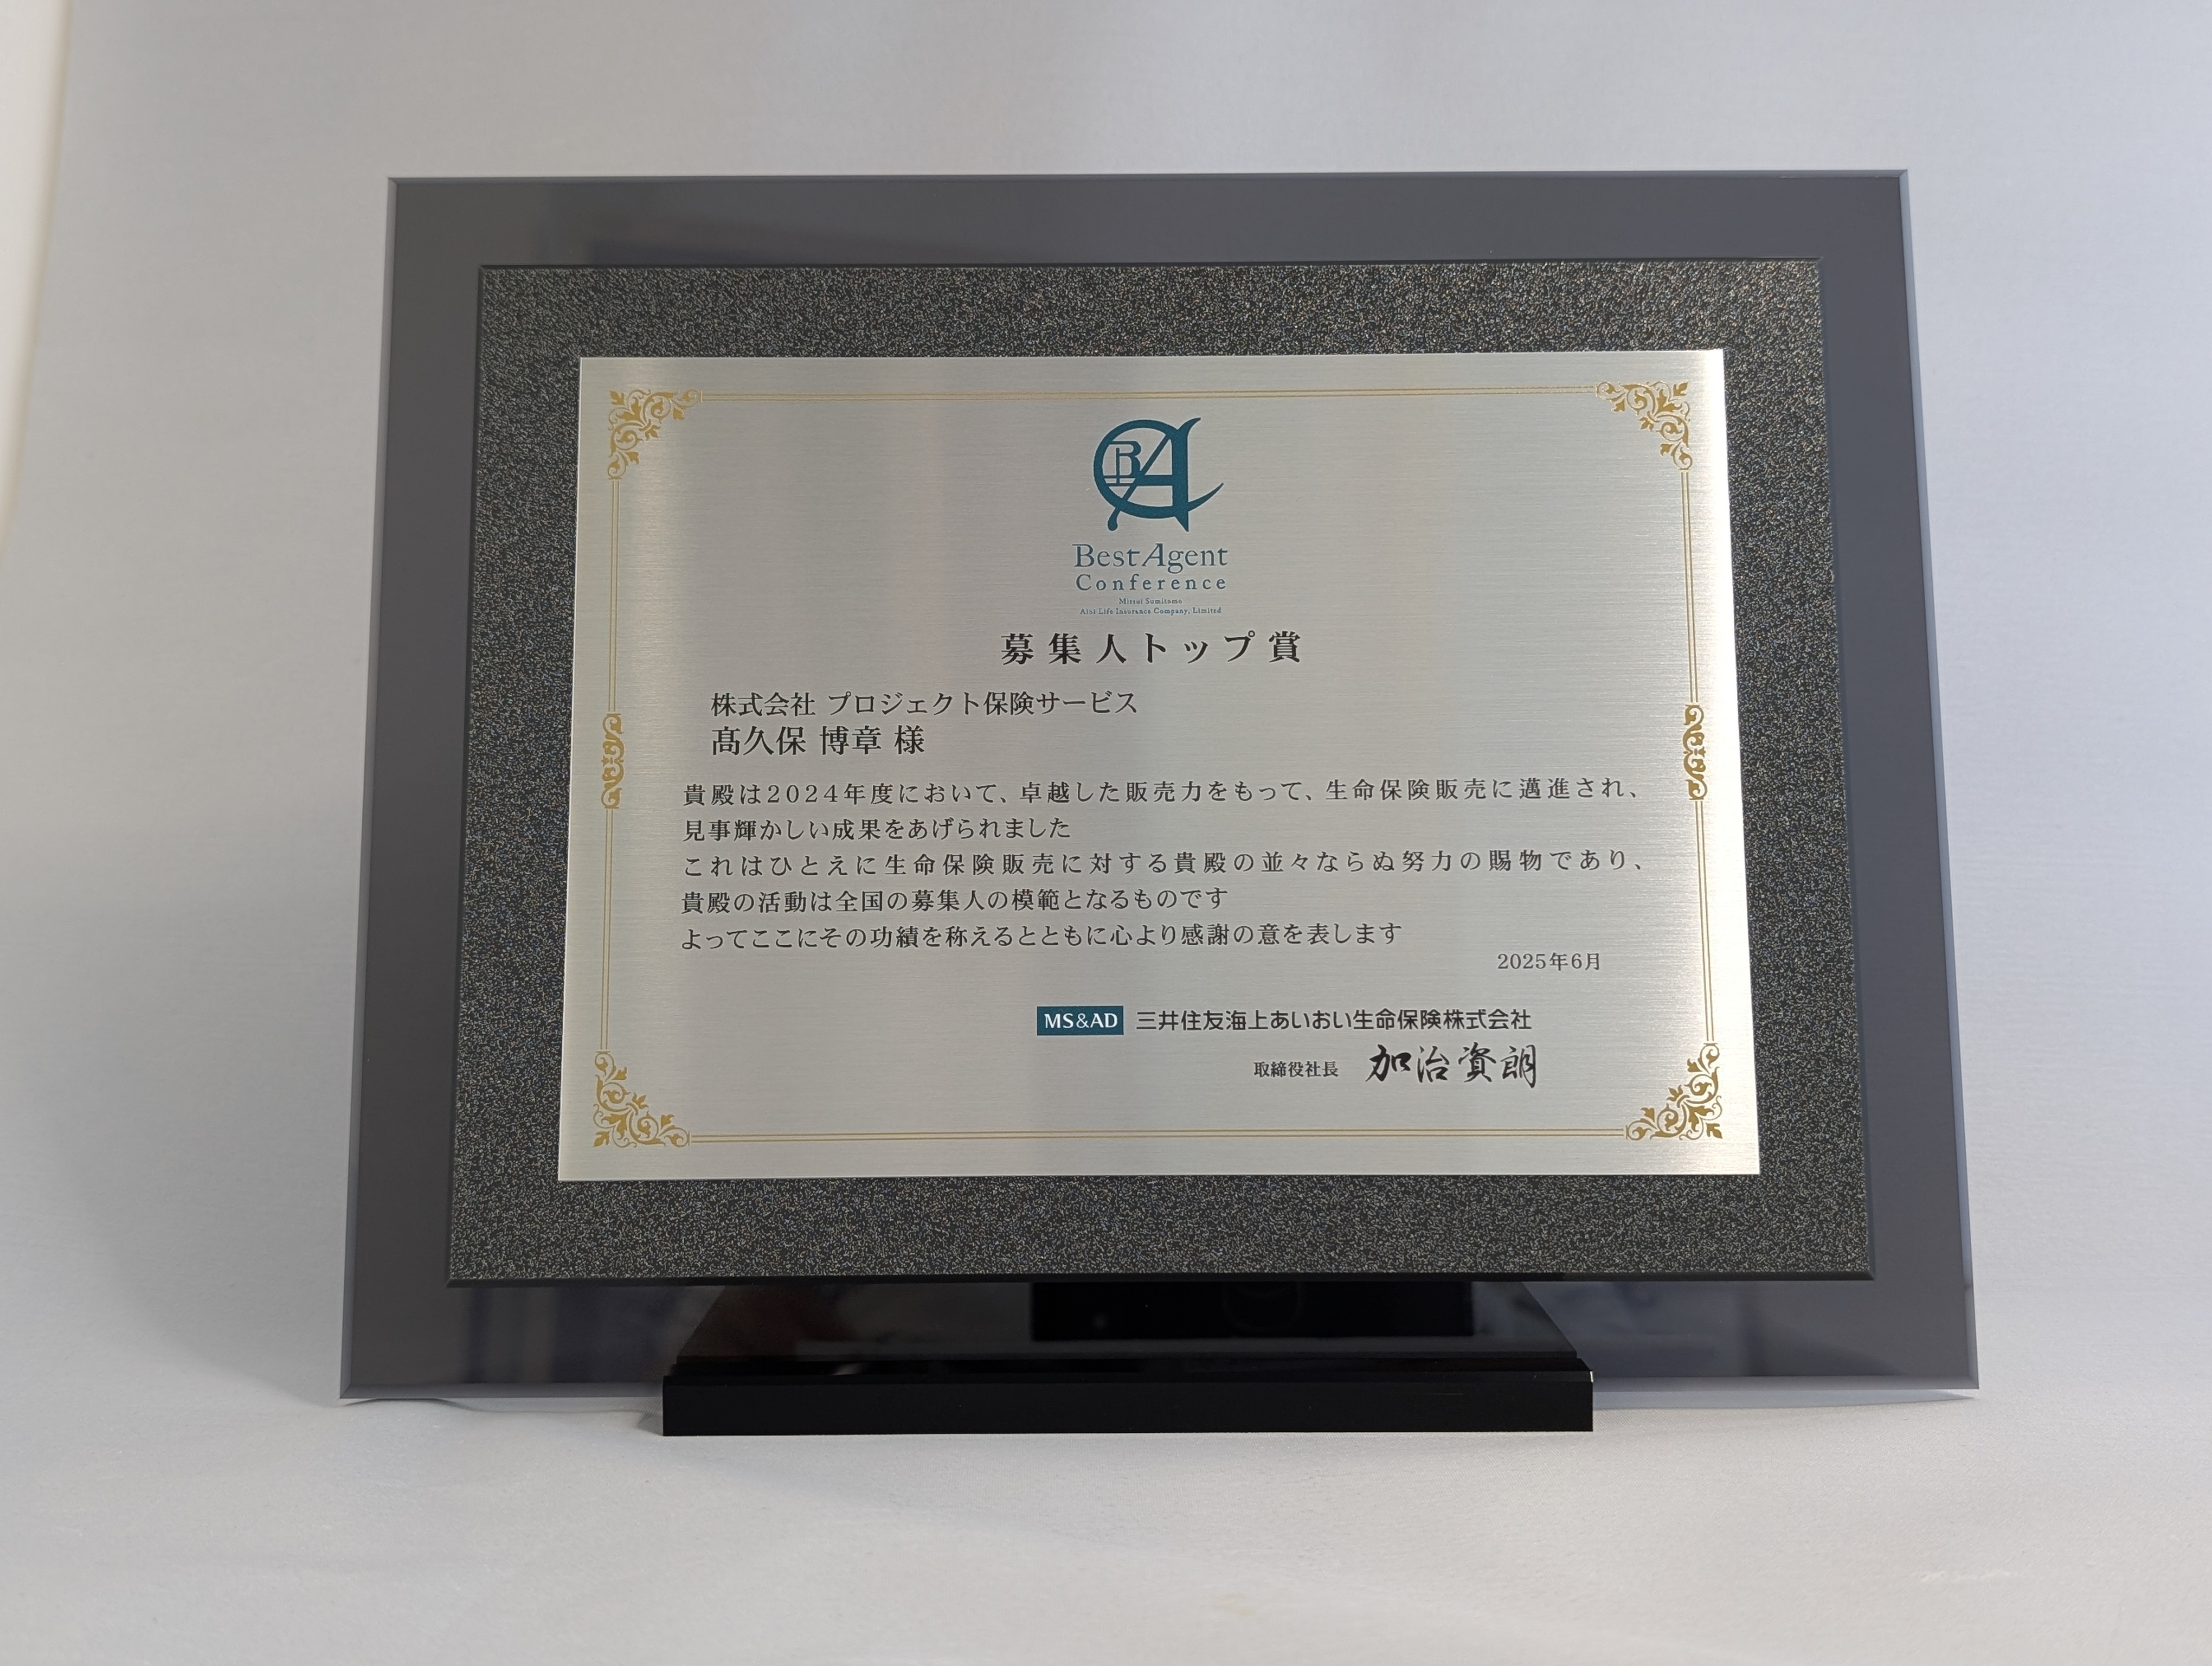 BA
Best Agent
Conference
Mitsui Sumitomo
Aioi Life Insurance Company, Limited
募集人トップ賞
株式会社 プロジェクト保険サービス
髙久保 博章 様
貴殿は2024年度において、卓越した販売力をもって、生命保険販売に邁進され、
見事輝かしい成果をあげられました
これはひとえに生命保険販売に対する貴殿の並々ならぬ努力の賜物であり、
貴殿の活動は全国の募集人の模範となるものです
よってここにその功績を称えるとともに心より感謝の意を表します
2025年6月
MS&AD 三井住友海上あいおい生命保険株式会社
取締役社長 加治資朗